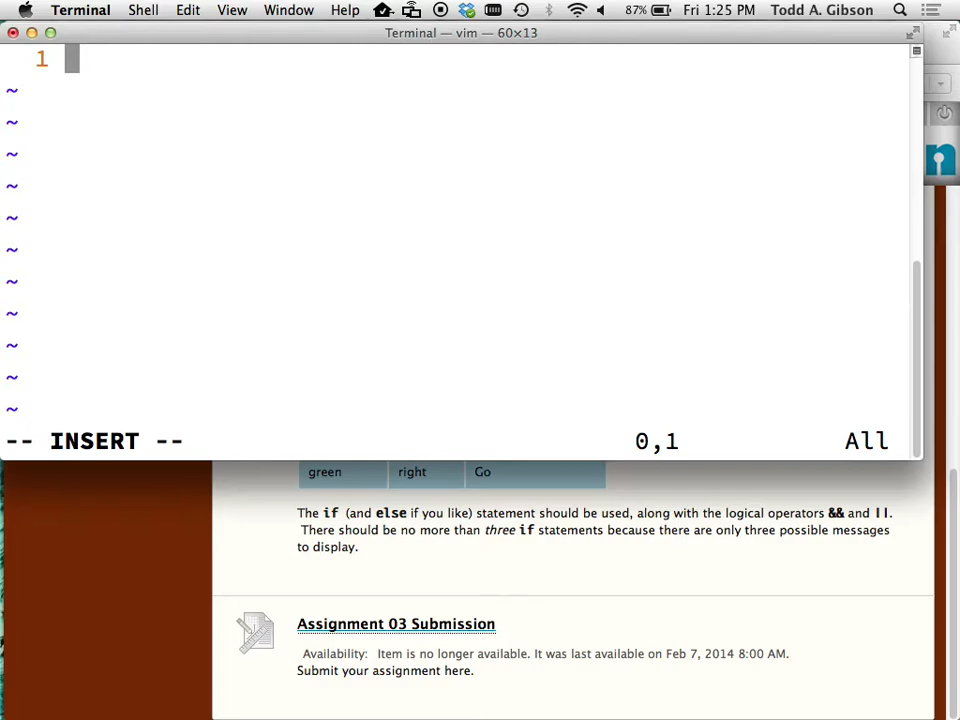 Terminal Shell Edit View Window Help 87% Fri 1:25 PM Todd A. Gibson
Terminal — vim — 60×13
1
~
~
~
~
~
~
~
~
~
~
~
-- INSERT -- 0,1 All
green right Go
The if (and else if you like) statement should be used, along with the logical operators && and ||.
There should be no more than three if statements because there are only three possible messages
to display.
Assignment 03 Submission
Availability: Item is no longer available. It was last available on Feb 7, 2014 8:00 AM.
Submit your assignment here.